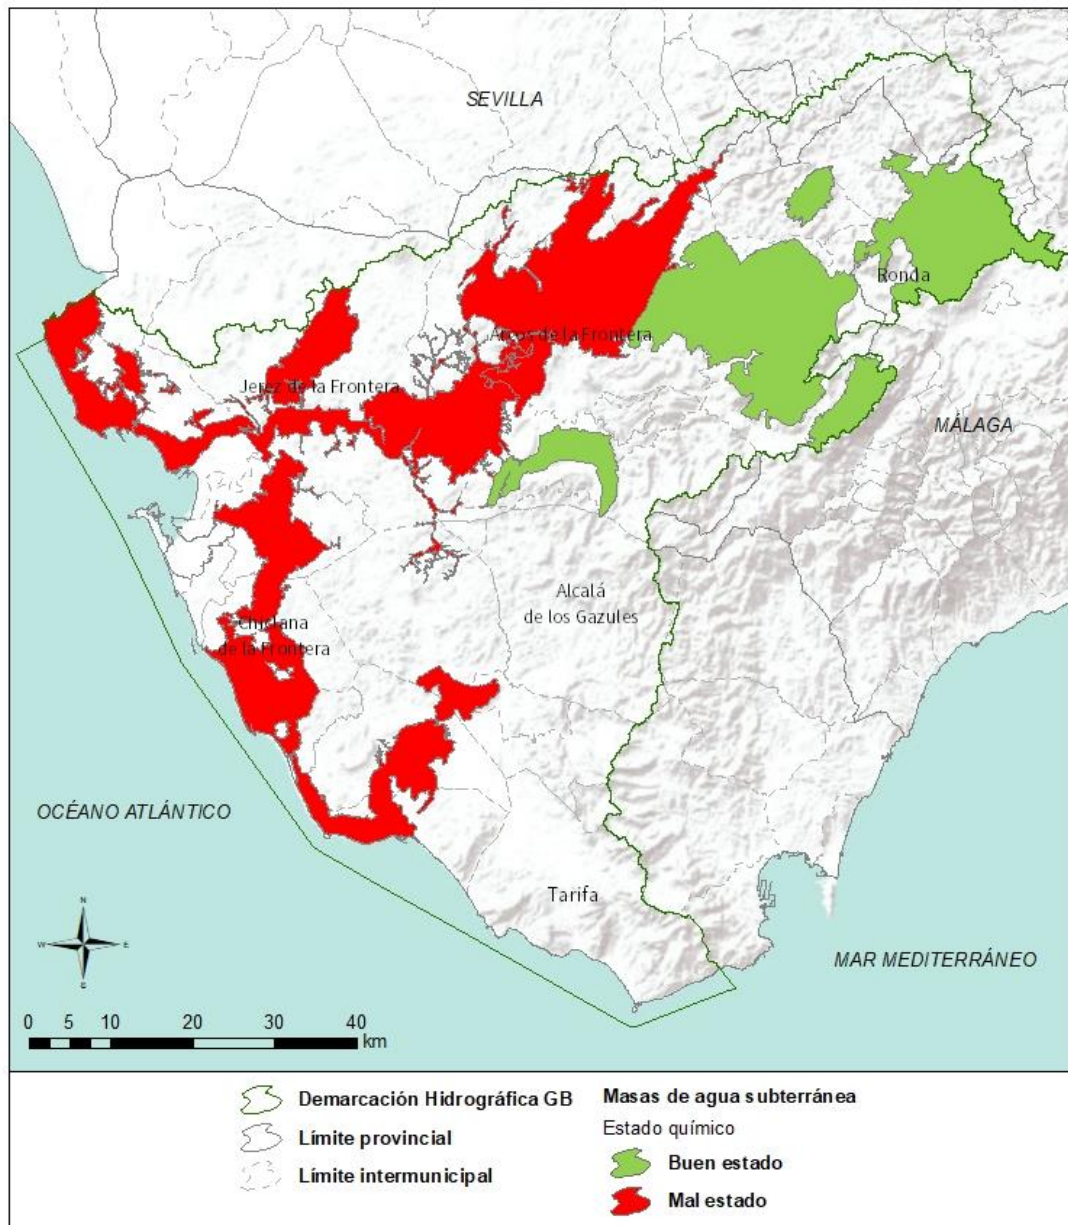 SEVILLA
Ronda
Arcos de la Frontera
Jerez de la Frontera
MÁLAGA
Alcalá
de los Gazules
Chiclana
de la Frontera
OCÉANO ATLÁNTICO
Tarifa
N
W E
MAR MEDITERRÁNEO
0 5 10 20 30 40
km
Demarcación Hidrográfica GB
Límite provincial
Límite intermunicipal
Masas de agua subterránea
Estado químico
Buen estado
Mal estado